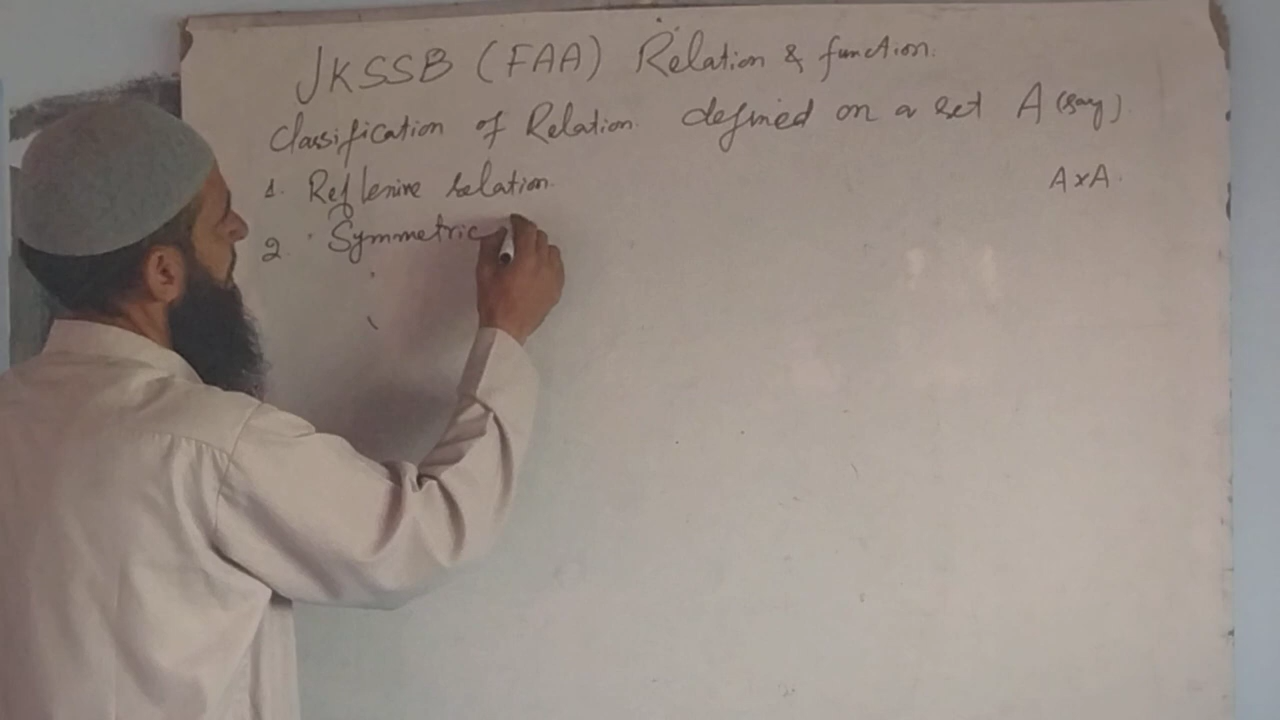 JKSSB (FAA) Relation & function.
Classification of Relation. defined on a set A (say).
1. Reflexive relation. A×A.
2. Symmetric